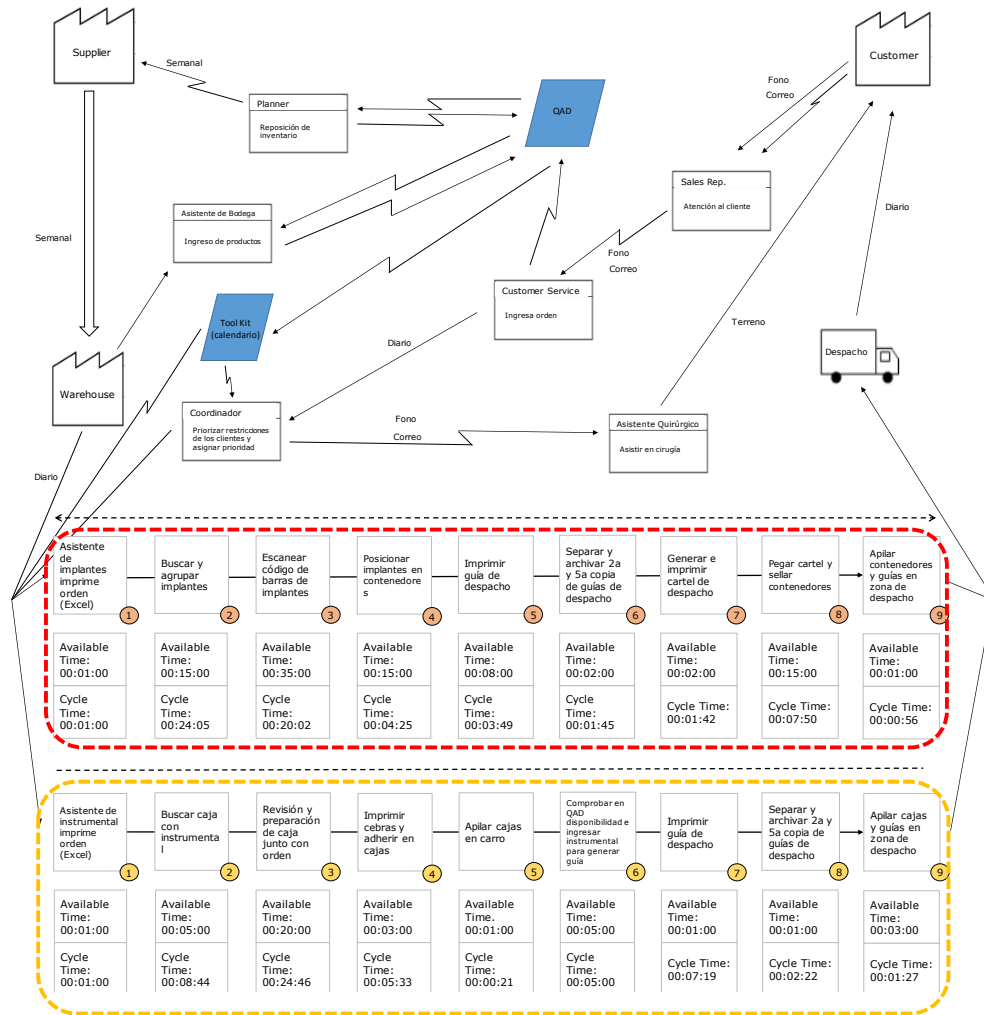 Supplier
Customer
Semanal
Fono
Correo
Planner
Reposición de
inventario
QAD
Sales Rep.
Atención al cliente
Asistente de Bodega
Ingreso de productos
Diario
Semanal
Fono
Correo
Customer Service
Ingresa orden
Tool Kit
(calendario)
Terreno
Diario
Despacho
Warehouse
Coordinador
Priorizar restricciones
de los clientes y
asignar prioridad
Fono
Correo
Asistente Quirúrgico
Asistir en cirugía
Diario
Asistente
de
implantes
imprime
orden
(Excel)
1
Buscar y
agrupar
implantes
2
Escanear
código de
barras de
implantes
3
Posicionar
implantes en
contenedore
s
4
Imprimir
guía de
despacho
5
Separar y
archivar 2a
y 5a copia
de guías de
despacho
6
Generar e
imprimir
cartel de
despacho
7
Pegar cartel y
sellar
contenedores
8
Apilar
contenedores
y guías en
zona de
despacho
9
Available
Time:
00:01:00
Available
Time:
00:15:00
Available
Time:
00:35:00
Available
Time:
00:15:00
Available
Time:
00:08:00
Available
Time:
00:02:00
Available
Time:
00:02:00
Available
Time:
00:15:00
Available
Time:
00:01:00
Cycle
Time:
00:01:00
Cycle
Time:
00:24:05
Cycle
Time:
00:20:02
Cycle
Time:
00:04:25
Cycle
Time:
00:03:49
Cycle
Time:
00:01:45
Cycle Time:
00:01:42
Cycle Time:
00:07:50
Cycle Time:
00:00:56
Asistente de
instrumental
imprime
orden
(Excel)
1
Buscar caja
con
instrumenta
l
2
Revisión y
preparación
de caja
junto con
orden
3
Imprimir
cebras y
adherir en
cajas
4
Apilar cajas
en carro
5
Comprobar en
QAD
disponibilidad e
ingresar
instrumental
para generar
guía
6
Imprimir
guía de
despacho
7
Separar y
archivar 2a y
5a copia de
guías de
despacho
8
Apilar cajas
y guías en
zona de
despacho
9
Available
Time:
00:01:00
Available
Time:
00:05:00
Available
Time:
00:20:00
Available
Time:
00:03:00
Available
Time.
00:01:00
Available
Time:
00:05:00
Available
Time:
00:01:00
Available
Time:
00:01:00
Available
Time:
00:03:00
Cycle
Time:
00:01:00
Cycle
Time:
00:08:44
Cycle
Time:
00:24:46
Cycle
Time:
00:05:33
Cycle
Time:
00:00:21
Cycle
Time:
00:05:00
Cycle Time:
00:07:19
Cycle Time:
00:02:22
Cycle Time:
00:01:27